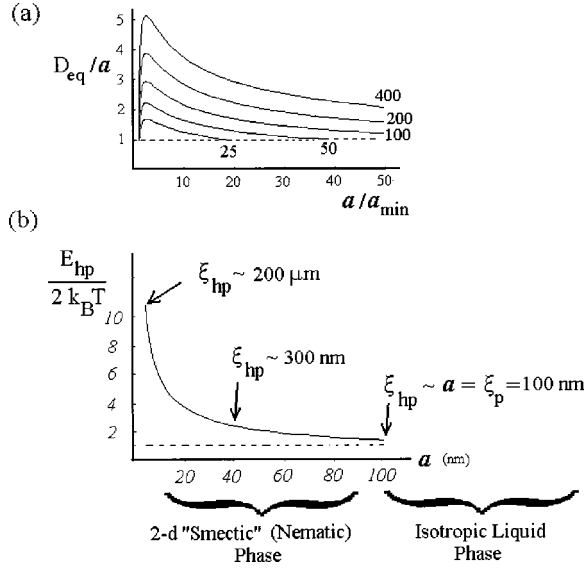 (a)
5
4
3
2
1
D_eq/a
400
200
100
50
25
10 20 30 40 50
a/a_min
(b)
E_hp
2 k_B T
10
8
6
4
2
ξ_hp ~ 200 μm
ξ_hp ~ 300 nm
ξ_hp ~ a = ξ_p = 100 nm
20 40 60 80 100 a (nm)
2-d "Smectic" (Nematic)
Phase
Isotropic Liquid
Phase